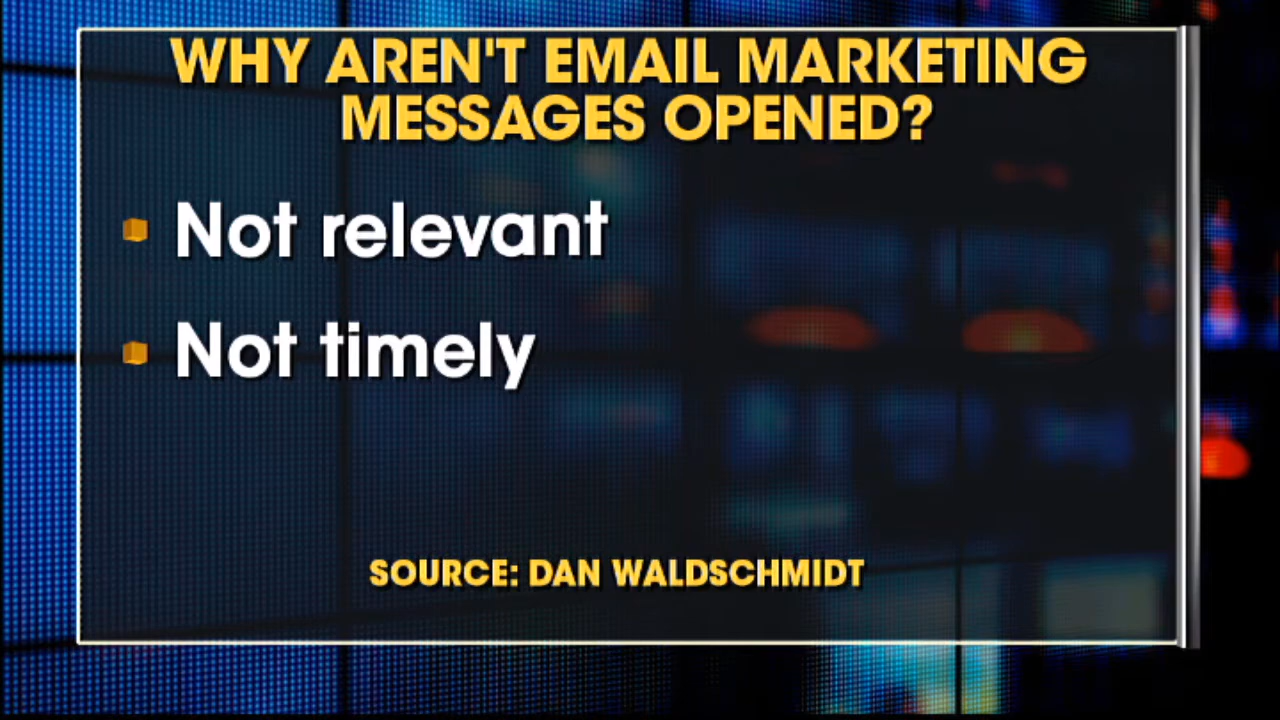 WHY AREN'T EMAIL MARKETING
MESSAGES OPENED?
Not relevant
Not timely
SOURCE: DAN WALDSCHMIDT